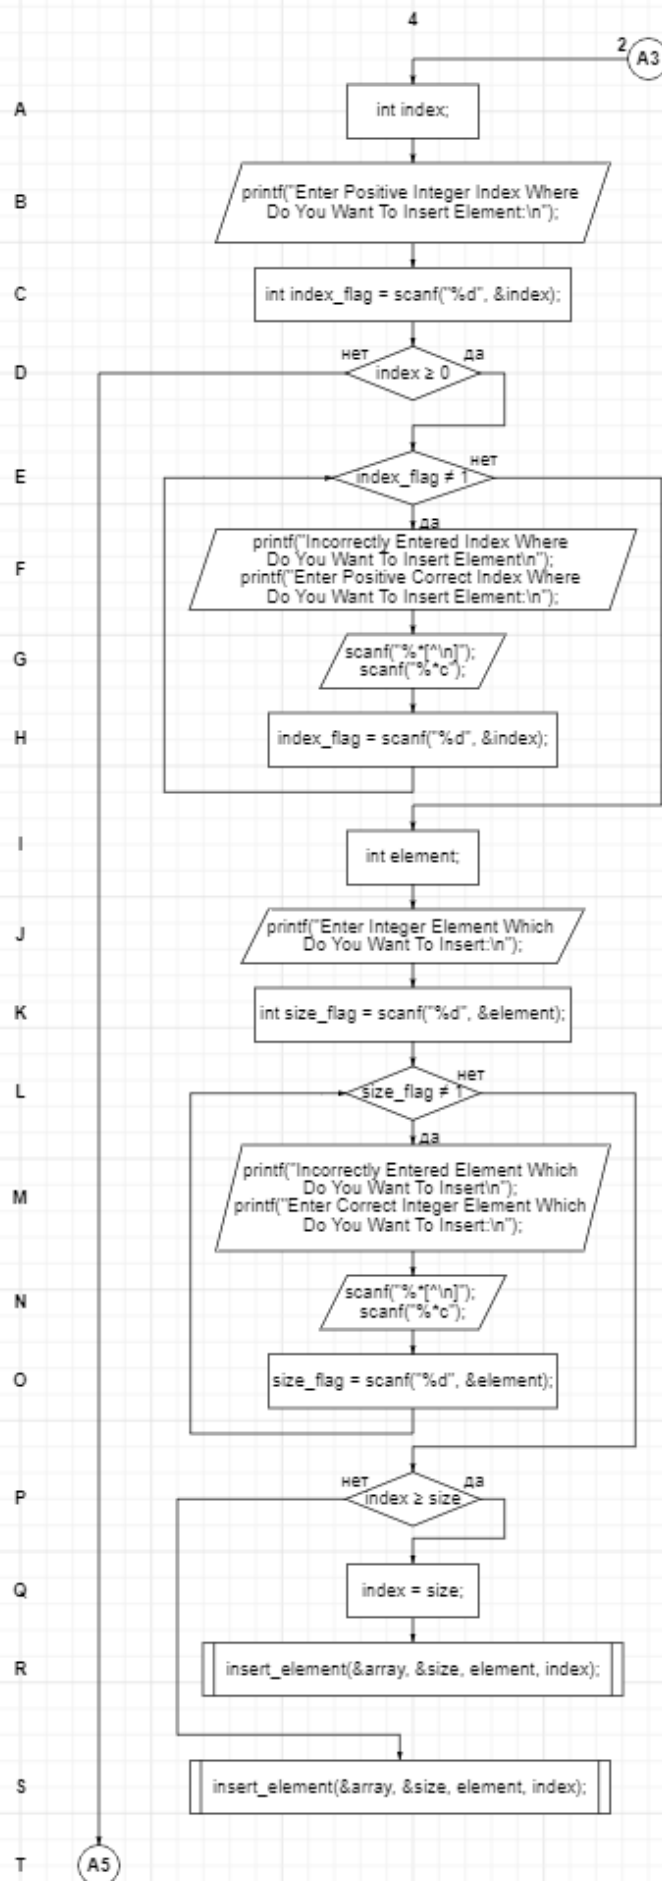 4
2
A3
A
int index;
B
printf("Enter Positive Integer Index Where
Do You Want To Insert Element:\n");
C
int index_flag = scanf("%d", &index);
нет
да
D
index ≥ 0
E
index_flag ≠ 1
нет
да
F
printf("Incorrectly Entered Index Where
Do You Want To Insert Element\n");
printf("Enter Positive Correct Index Where
Do You Want To Insert Element:\n");
G
scanf("%*[^\n]");
scanf("%*c");
H
index_flag = scanf("%d", &index);
I
int element;
J
printf("Enter Integer Element Which
Do You Want To Insert:\n");
K
int size_flag = scanf("%d", &element);
нет
L
size_flag ≠ 1
да
M
printf("Incorrectly Entered Element Which
Do You Want To Insert\n");
printf("Enter Correct Integer Element Which
Do You Want To Insert:\n");
N
scanf("%*[^\n]");
scanf("%*c");
O
size_flag = scanf("%d", &element);
нет
да
P
index ≥ size
Q
index = size;
R
insert_element(&array, &size, element, index);
S
insert_element(&array, &size, element, index);
T
A5